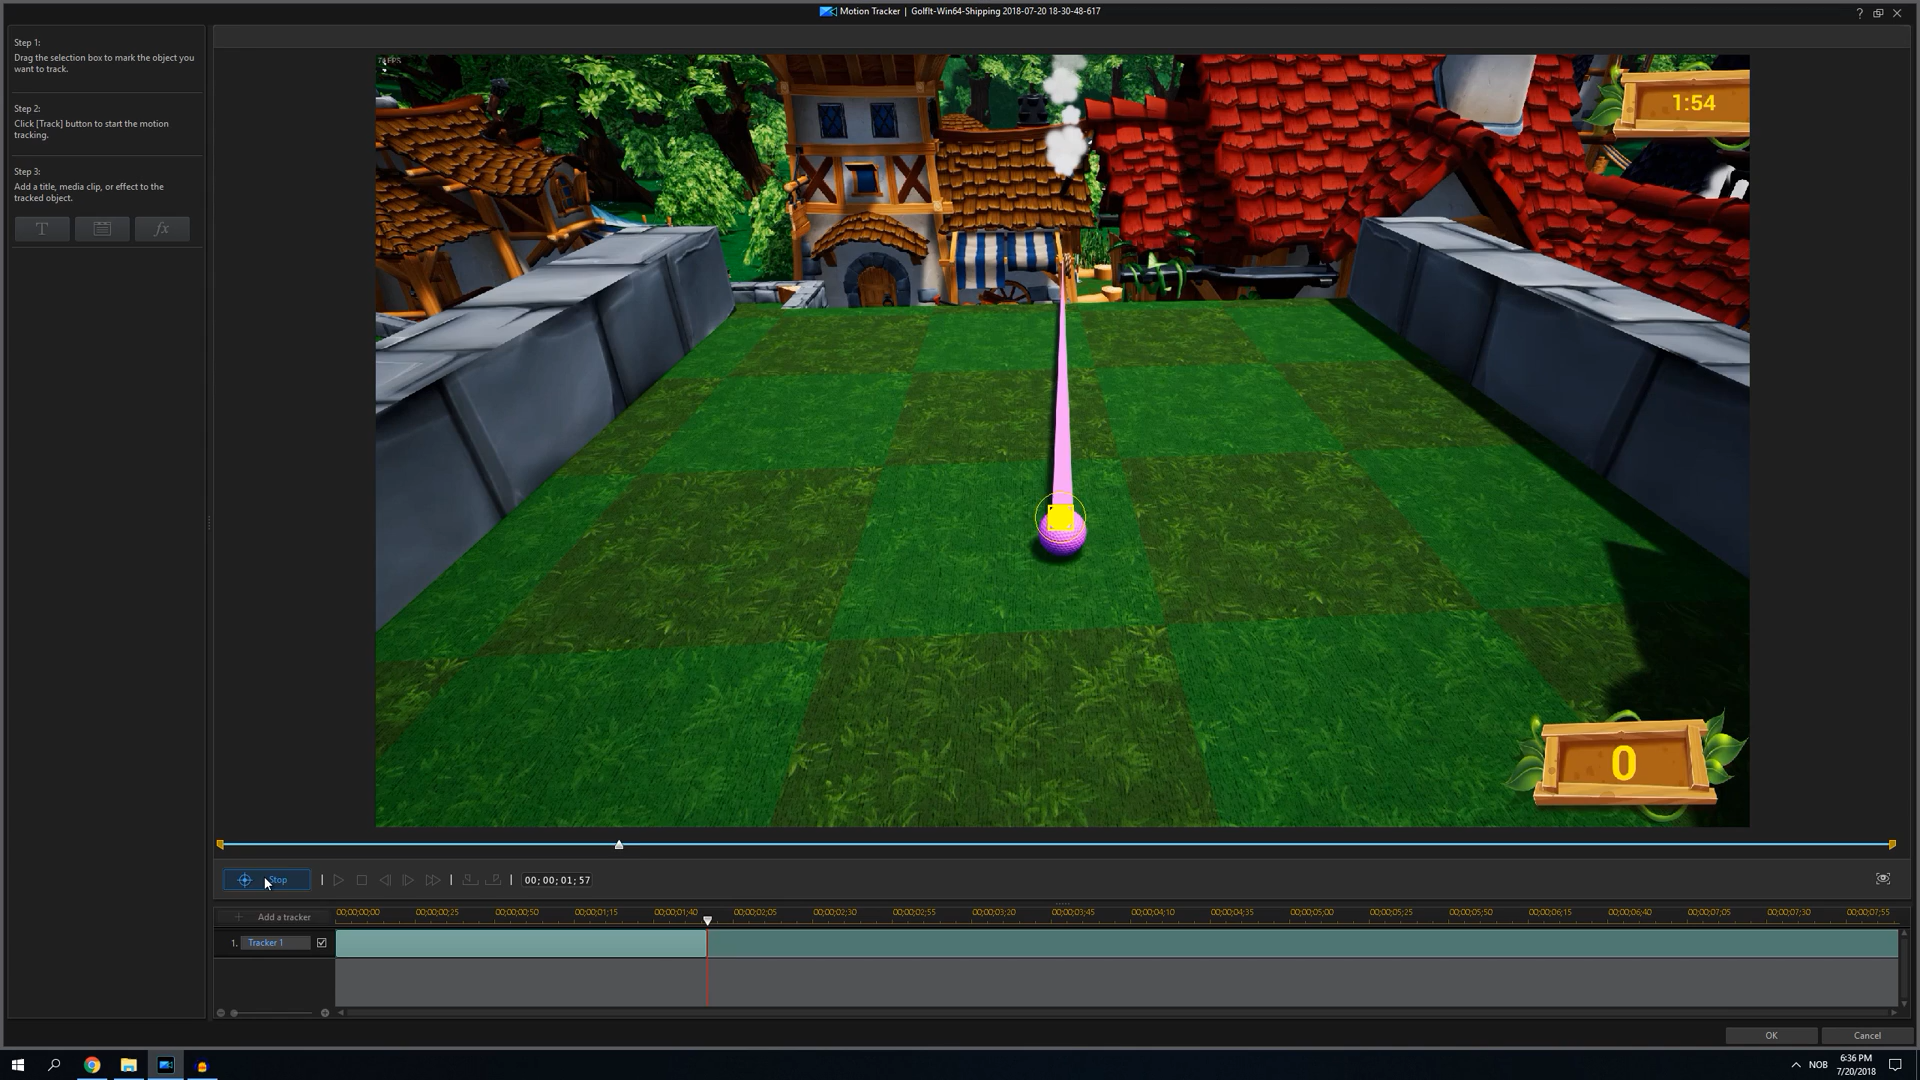 Motion Tracker | GolfIt-Win64-Shipping 2018-07-20 18-30-48-617
?
Step 1:
Drag the selection box to mark the object you
want to track.
Step 2:
Click [Track] button to start the motion
tracking.
Step 3:
Add a title, media clip, or effect to the
tracked object.
T
fx
1:54
0
Stop
00; 00; 01; 57
Add a tracker
00;00;00;00 00;00;00;25 00;00;00;50 00;00;01;15 00;00;01;40 00;00;02;05 00;00;02;30 00;00;02;55 00;00;03;20 00;00;03;45 00;00;04;10 00;00;04;35 00;00;05;00 00;00;05;25 00;00;05;50 00;00;06;15 00;00;06;40 00;00;07;05 00;00;07;30 00;00;07;55
1. Tracker 1
OK
Cancel
NOB
6:36 PM
7/20/2018